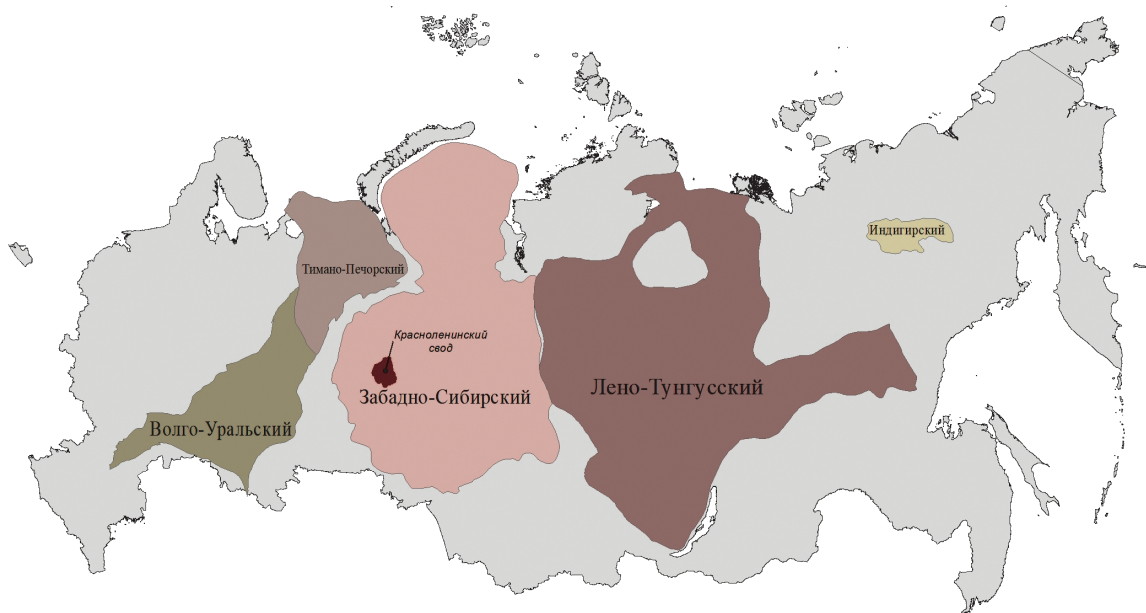 Индигирский
Тимано-Печорский
Красноленинский
свод
Забадно-Сибирский
Лено-Тунгусский
Волго-Уральский